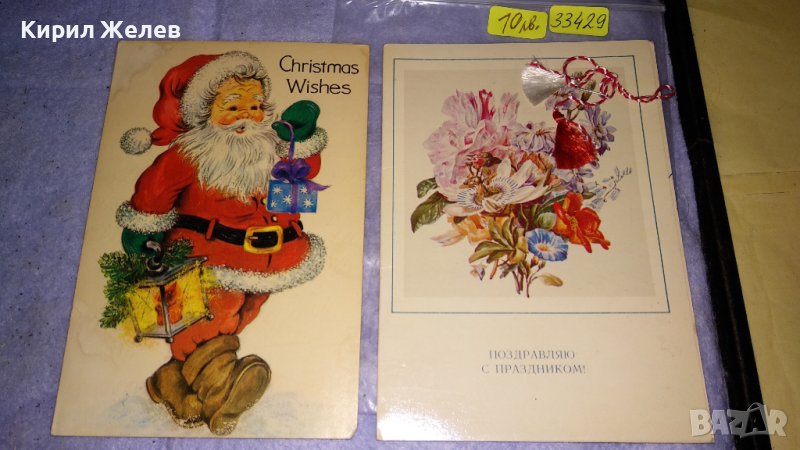 Кирил Желев
10лв.
33429
Christmas
Wishes
ПОЗДРАВЛЯЮ
С ПРАЗДНИКОМ!
BAZAR